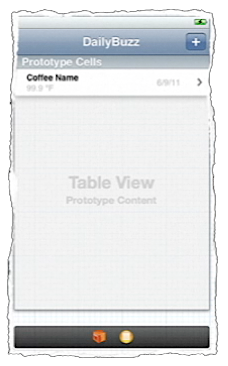 DailyBuzz
+
Prototype Cells
Coffee Name
99.9 °F
6/9/11
Table View
Prototype Content